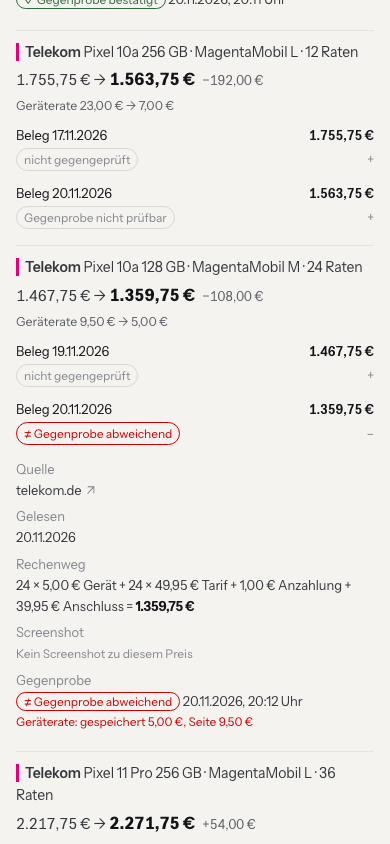 ✓ Gegenprobe bestätigt 20.11.2026, 20:11 Uhr
Telekom Pixel 10a 256 GB · MagentaMobil L · 12 Raten
1.755,75 € → 1.563,75 € −192,00 €
Geräterate 23,00 € → 7,00 €
Beleg 17.11.2026 1.755,75 €
nicht gegengeprüft +
Beleg 20.11.2026 1.563,75 €
Gegenprobe nicht prüfbar +
Telekom Pixel 10a 128 GB · MagentaMobil M · 24 Raten
1.467,75 € → 1.359,75 € −108,00 €
Geräterate 9,50 € → 5,00 €
Beleg 19.11.2026 1.467,75 €
nicht gegengeprüft +
Beleg 20.11.2026 1.359,75 €
≠ Gegenprobe abweichend −
Quelle
telekom.de ↗
Gelesen
20.11.2026
Rechenweg
24 × 5,00 € Gerät + 24 × 49,95 € Tarif + 1,00 € Anzahlung +
39,95 € Anschluss = 1.359,75 €
Screenshot
Kein Screenshot zu diesem Preis
Gegenprobe
≠ Gegenprobe abweichend 20.11.2026, 20:12 Uhr
Geräterate: gespeichert 5,00 €, Seite 9,50 €
Telekom Pixel 11 Pro 256 GB · MagentaMobil L · 36
Raten
2.217,75 € → 2.271,75 € +54,00 €